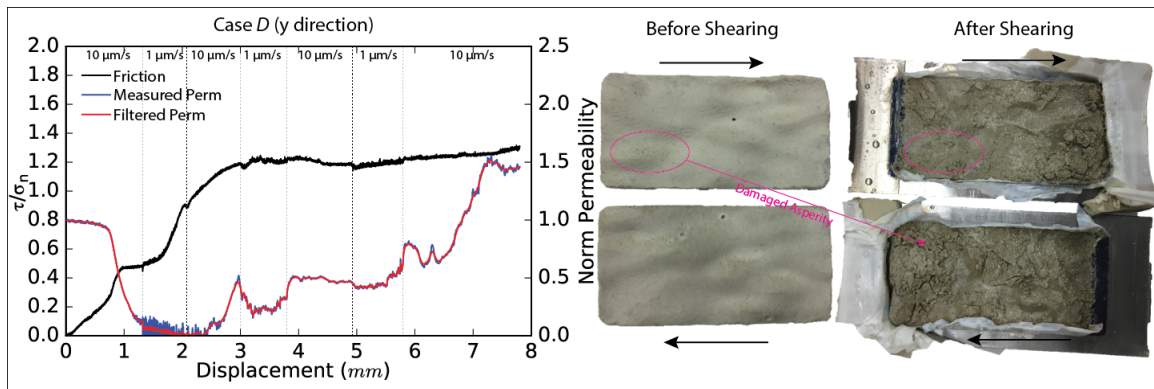 Case D (y direction)
Before Shearing
After Shearing
2.0
1.8
1.6
1.4
1.2
1.0
0.8
0.6
0.4
0.2
0.0
10 μm/s
1 μm/s
10 μm/s
1 μm/s
10 μm/s
1 μm/s
10 μm/s
Friction
Measured Perm
Filtered Perm
2.5
2.0
1.5
1.0
0.5
0.0
τ/σn
Norm Permeability
0 1 2 3 4 5 6 7 8
Displacement (mm)
Damaged Asperity